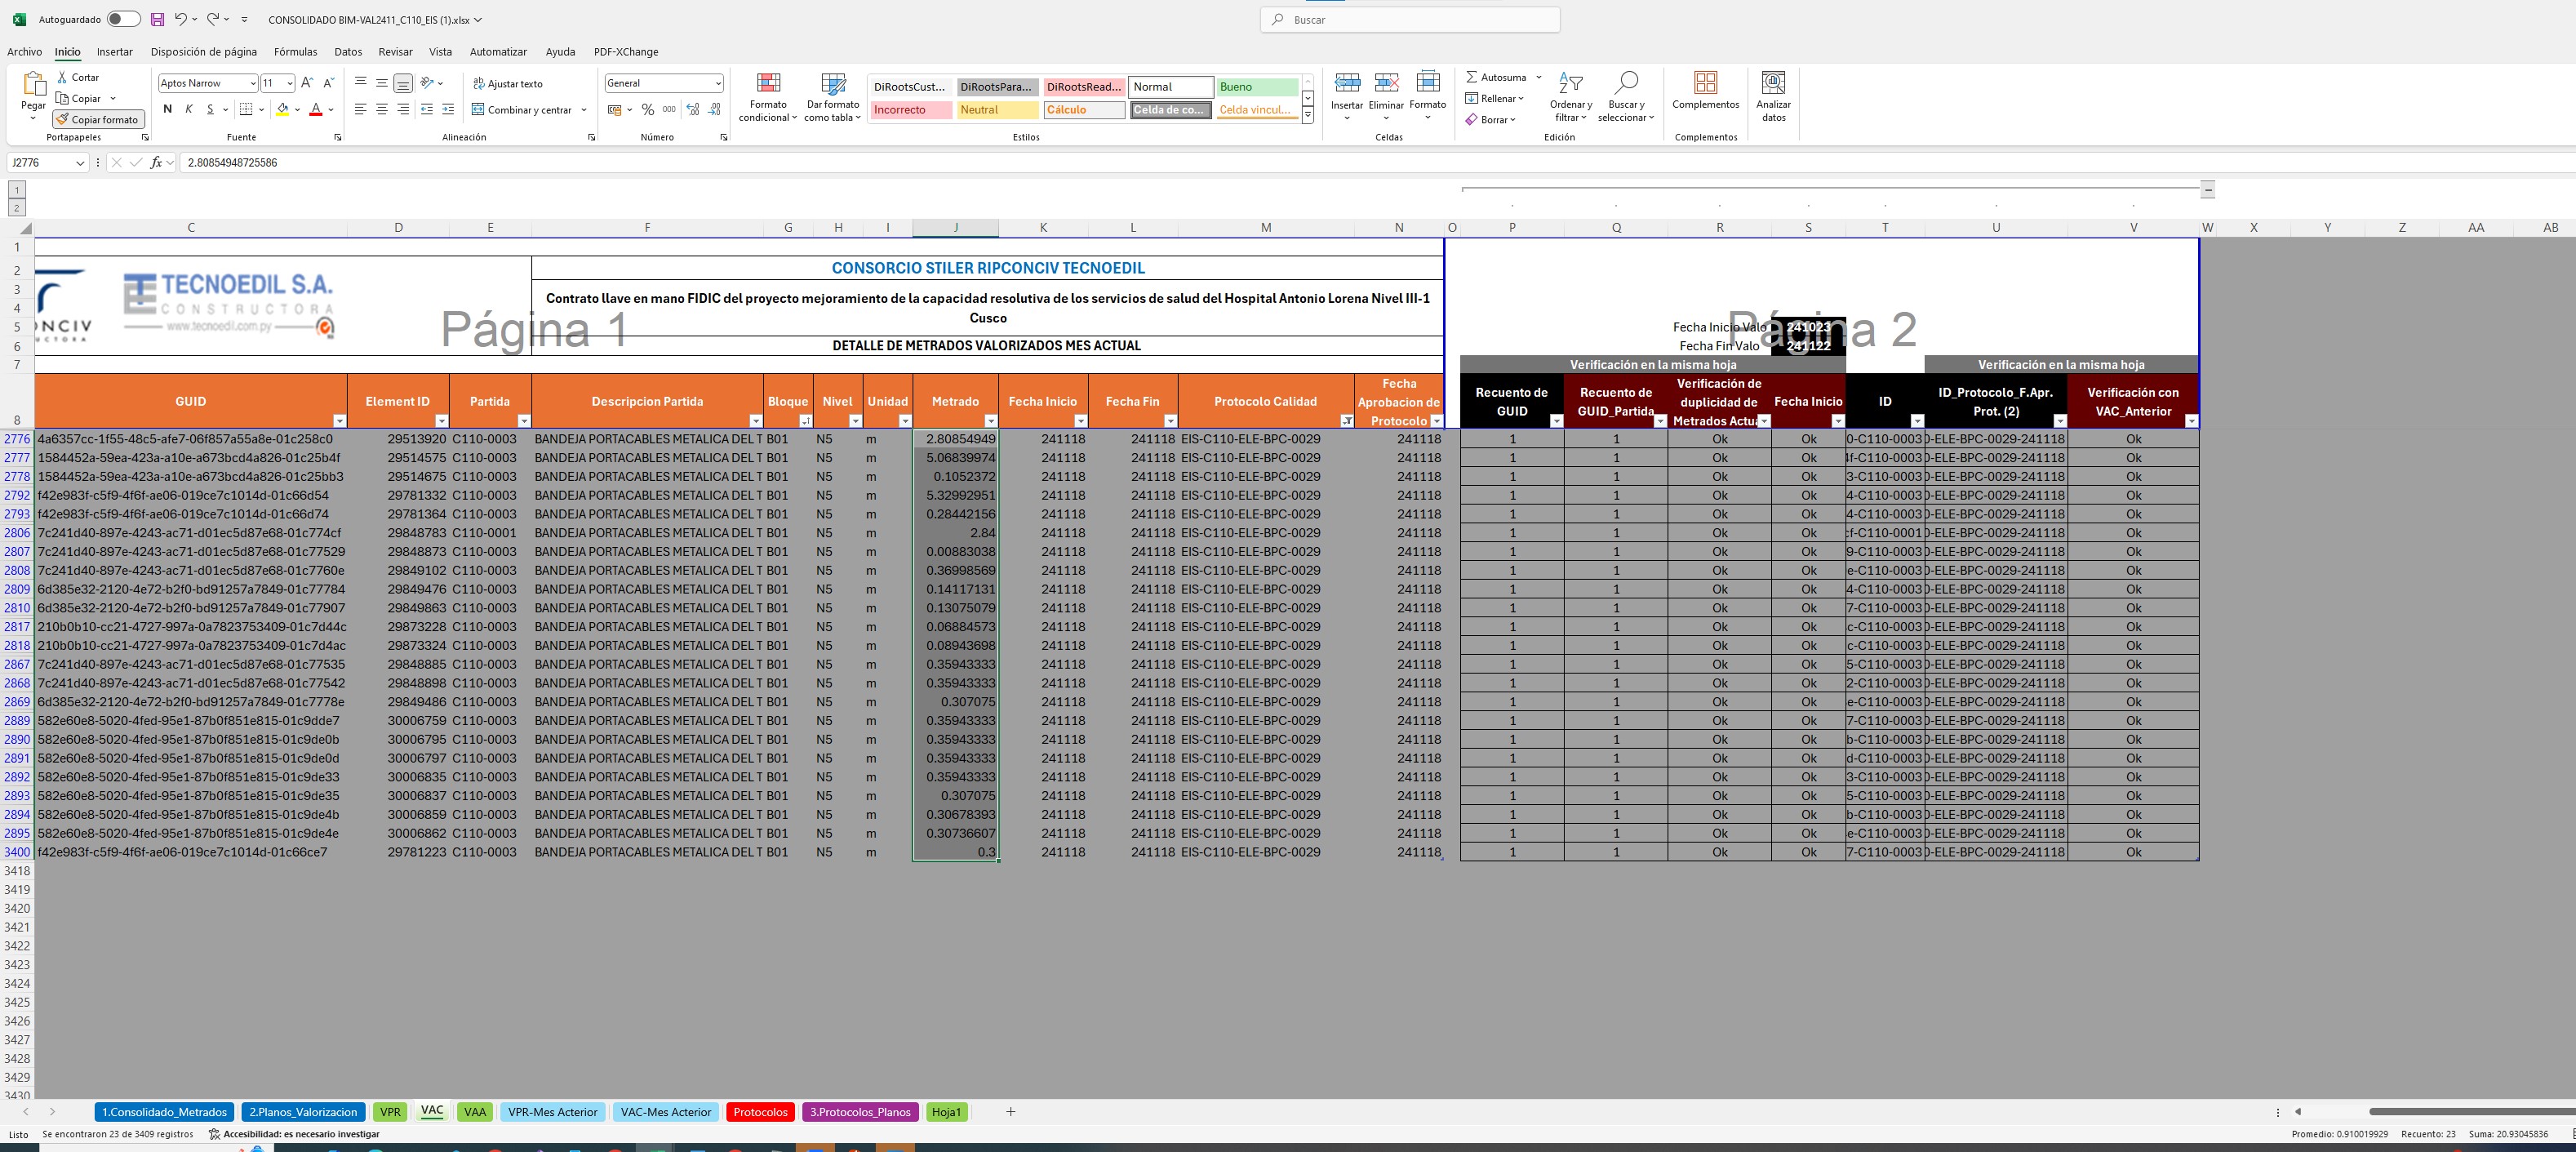 Autoguardado CONSOLIDADO BIM-VAL2411_C110_EIS (1).xlsx Buscar
Archivo Inicio Insertar Disposición de página Fórmulas Datos Revisar Vista Automatizar Ayuda PDF-XChange
Pegar Cortar Copiar Copiar formato Portapapeles
Aptos Narrow 11 N K S Fuente
Ajustar texto Combinar y centrar Alineación
General % 000 Número
Formato condicional Dar formato como tabla
DiRootsCust... DiRootsPara... DiRootsRead... Normal Bueno
Incorrecto Neutral Cálculo Celda de co... Celda vincul...
Estilos
Insertar Eliminar Formato Celdas
Autosuma Rellenar Borrar Ordenar y filtrar Buscar y seleccionar Edición
Complementos Complementos
Analizar datos
J2776 fx 2.80854948725586
1
2
C D E F G H I J K L M N O P Q R S T U V W X Y Z AA AB
1
2 CONSORCIO STILER RIPCONCIV TECNOEDIL
TECNOEDIL S.A.
CONSTRUCTORA
www.tecnoedil.com.py
3 Contrato llave en mano FIDIC del proyecto mejoramiento de la capacidad resolutiva de los servicios de salud del Hospital Antonio Lorena Nivel III-1
4 Cusco
Página 1 Página 2
5 Fecha Inicio Valo 241023
6 DETALLE DE METRADOS VALORIZADOS MES ACTUAL Fecha Fin Valo 241122
7 Verificación en la misma hoja Verificación en la misma hoja
8 GUID Element ID Partida Descripcion Partida Bloque Nivel Unidad Metrado Fecha Inicio Fecha Fin Protocolo Calidad Fecha Aprobacion de Protocolo Recuento de GUID Recuento de GUID_Partida Verificación de duplicidad de Metrados Actua Fecha Inicio ID ID_Protocolo_F.Apr. Prot. (2) Verificación con VAC_Anterior
2776 4a6357cc-1f55-48c5-afe7-06f857a55a8e-01c258c0 29513920 C110-0003 BANDEJA PORTACABLES METALICA DEL T B01 N5 m 2.80854949 241118 241118 EIS-C110-ELE-BPC-0029 241118 1 1 Ok Ok 0-C110-0003 -ELE-BPC-0029-241118 Ok
2777 1584452a-59ea-423a-a10e-a673bcd4a826-01c25b4f 29514575 C110-0003 BANDEJA PORTACABLES METALICA DEL T B01 N5 m 5.06839974 241118 241118 EIS-C110-ELE-BPC-0029 241118 1 1 Ok Ok f-C110-0003 -ELE-BPC-0029-241118 Ok
2778 1584452a-59ea-423a-a10e-a673bcd4a826-01c25bb3 29514675 C110-0003 BANDEJA PORTACABLES METALICA DEL T B01 N5 m 0.1052372 241118 241118 EIS-C110-ELE-BPC-0029 241118 1 1 Ok Ok 3-C110-0003 -ELE-BPC-0029-241118 Ok
2792 f42e983f-c5f9-4f6f-ae06-019ce7c1014d-01c66d54 29781332 C110-0003 BANDEJA PORTACABLES METALICA DEL T B01 N5 m 5.32992951 241118 241118 EIS-C110-ELE-BPC-0029 241118 1 1 Ok Ok 4-C110-0003 -ELE-BPC-0029-241118 Ok
2793 f42e983f-c5f9-4f6f-ae06-019ce7c1014d-01c66d74 29781364 C110-0003 BANDEJA PORTACABLES METALICA DEL T B01 N5 m 0.28442156 241118 241118 EIS-C110-ELE-BPC-0029 241118 1 1 Ok Ok 4-C110-0003 -ELE-BPC-0029-241118 Ok
2806 7c241d40-897e-4243-ac71-d01ec5d87e68-01c774cf 29848783 C110-0001 BANDEJA PORTACABLES METALICA DEL T B01 N5 m 2.84 241118 241118 EIS-C110-ELE-BPC-0029 241118 1 1 Ok Ok f-C110-0001 -ELE-BPC-0029-241118 Ok
2807 7c241d40-897e-4243-ac71-d01ec5d87e68-01c77529 29848873 C110-0003 BANDEJA PORTACABLES METALICA DEL T B01 N5 m 0.00883038 241118 241118 EIS-C110-ELE-BPC-0029 241118 1 1 Ok Ok 9-C110-0003 -ELE-BPC-0029-241118 Ok
2808 7c241d40-897e-4243-ac71-d01ec5d87e68-01c7760e 29849102 C110-0003 BANDEJA PORTACABLES METALICA DEL T B01 N5 m 0.36998569 241118 241118 EIS-C110-ELE-BPC-0029 241118 1 1 Ok Ok e-C110-0003 -ELE-BPC-0029-241118 Ok
2809 6d385e32-2120-4e72-b2f0-bd91257a7849-01c77784 29849476 C110-0003 BANDEJA PORTACABLES METALICA DEL T B01 N5 m 0.14117131 241118 241118 EIS-C110-ELE-BPC-0029 241118 1 1 Ok Ok 4-C110-0003 -ELE-BPC-0029-241118 Ok
2810 6d385e32-2120-4e72-b2f0-bd91257a7849-01c77907 29849863 C110-0003 BANDEJA PORTACABLES METALICA DEL T B01 N5 m 0.13075079 241118 241118 EIS-C110-ELE-BPC-0029 241118 1 1 Ok Ok 7-C110-0003 -ELE-BPC-0029-241118 Ok
2817 210b0b10-cc21-4727-997a-0a7823753409-01c7d44c 29873228 C110-0003 BANDEJA PORTACABLES METALICA DEL T B01 N5 m 0.06884573 241118 241118 EIS-C110-ELE-BPC-0029 241118 1 1 Ok Ok c-C110-0003 -ELE-BPC-0029-241118 Ok
2818 210b0b10-cc21-4727-997a-0a7823753409-01c7d4ac 29873324 C110-0003 BANDEJA PORTACABLES METALICA DEL T B01 N5 m 0.08943698 241118 241118 EIS-C110-ELE-BPC-0029 241118 1 1 Ok Ok c-C110-0003 -ELE-BPC-0029-241118 Ok
2867 7c241d40-897e-4243-ac71-d01ec5d87e68-01c77535 29848885 C110-0003 BANDEJA PORTACABLES METALICA DEL T B01 N5 m 0.35943333 241118 241118 EIS-C110-ELE-BPC-0029 241118 1 1 Ok Ok 5-C110-0003 -ELE-BPC-0029-241118 Ok
2868 7c241d40-897e-4243-ac71-d01ec5d87e68-01c77542 29848898 C110-0003 BANDEJA PORTACABLES METALICA DEL T B01 N5 m 0.35943333 241118 241118 EIS-C110-ELE-BPC-0029 241118 1 1 Ok Ok 2-C110-0003 -ELE-BPC-0029-241118 Ok
2869 6d385e32-2120-4e72-b2f0-bd91257a7849-01c7778e 29849486 C110-0003 BANDEJA PORTACABLES METALICA DEL T B01 N5 m 0.307075 241118 241118 EIS-C110-ELE-BPC-0029 241118 1 1 Ok Ok e-C110-0003 -ELE-BPC-0029-241118 Ok
2889 582e60e8-5020-4fed-95e1-87b0f851e815-01c9dde7 30006759 C110-0003 BANDEJA PORTACABLES METALICA DEL T B01 N5 m 0.35943333 241118 241118 EIS-C110-ELE-BPC-0029 241118 1 1 Ok Ok 7-C110-0003 -ELE-BPC-0029-241118 Ok
2890 582e60e8-5020-4fed-95e1-87b0f851e815-01c9de0b 30006795 C110-0003 BANDEJA PORTACABLES METALICA DEL T B01 N5 m 0.35943333 241118 241118 EIS-C110-ELE-BPC-0029 241118 1 1 Ok Ok b-C110-0003 -ELE-BPC-0029-241118 Ok
2891 582e60e8-5020-4fed-95e1-87b0f851e815-01c9de0d 30006797 C110-0003 BANDEJA PORTACABLES METALICA DEL T B01 N5 m 0.35943333 241118 241118 EIS-C110-ELE-BPC-0029 241118 1 1 Ok Ok d-C110-0003 -ELE-BPC-0029-241118 Ok
2892 582e60e8-5020-4fed-95e1-87b0f851e815-01c9de33 30006835 C110-0003 BANDEJA PORTACABLES METALICA DEL T B01 N5 m 0.35943333 241118 241118 EIS-C110-ELE-BPC-0029 241118 1 1 Ok Ok 3-C110-0003 -ELE-BPC-0029-241118 Ok
2893 582e60e8-5020-4fed-95e1-87b0f851e815-01c9de35 30006837 C110-0003 BANDEJA PORTACABLES METALICA DEL T B01 N5 m 0.307075 241118 241118 EIS-C110-ELE-BPC-0029 241118 1 1 Ok Ok 5-C110-0003 -ELE-BPC-0029-241118 Ok
2894 582e60e8-5020-4fed-95e1-87b0f851e815-01c9de4b 30006859 C110-0003 BANDEJA PORTACABLES METALICA DEL T B01 N5 m 0.30678393 241118 241118 EIS-C110-ELE-BPC-0029 241118 1 1 Ok Ok b-C110-0003 -ELE-BPC-0029-241118 Ok
2895 582e60e8-5020-4fed-95e1-87b0f851e815-01c9de4e 30006862 C110-0003 BANDEJA PORTACABLES METALICA DEL T B01 N5 m 0.30736607 241118 241118 EIS-C110-ELE-BPC-0029 241118 1 1 Ok Ok e-C110-0003 -ELE-BPC-0029-241118 Ok
3400 f42e983f-c5f9-4f6f-ae06-019ce7c1014d-01c66ce7 29781223 C110-0003 BANDEJA PORTACABLES METALICA DEL T B01 N5 m 0.3 241118 241118 EIS-C110-ELE-BPC-0029 241118 1 1 Ok Ok 7-C110-0003 -ELE-BPC-0029-241118 Ok
3418
3419
3420
3421
3422
3423
3424
3425
3426
3427
3428
3429
3430
1.Consolidado_Metrados 2.Planos_Valorizacion VPR VAC VAA VPR-Mes Acterior VAC-Mes Acterior Protocolos 3.Protocolos_Planos Hoja1
Listo Se encontraron 23 de 3409 registros Accesibilidad: es necesario investigar Promedio: 0.910019929 Recuento: 23 Suma: 20.93045836